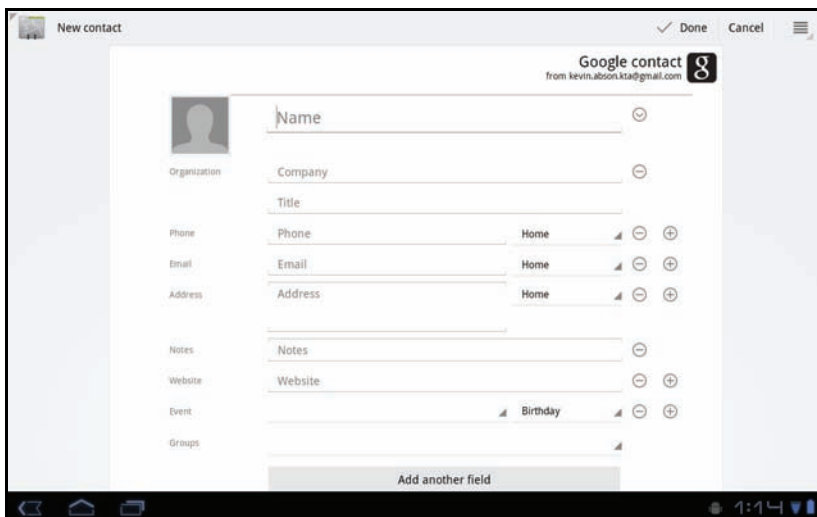 New contact Done Cancel
Google contact
from kevin.abson.kta@gmail.com
Name
Organization Company
Title
Phone Phone Home
Email Email Home
Address Address Home
Notes Notes
Website Website
Event Birthday
Groups
Add another field
1:14